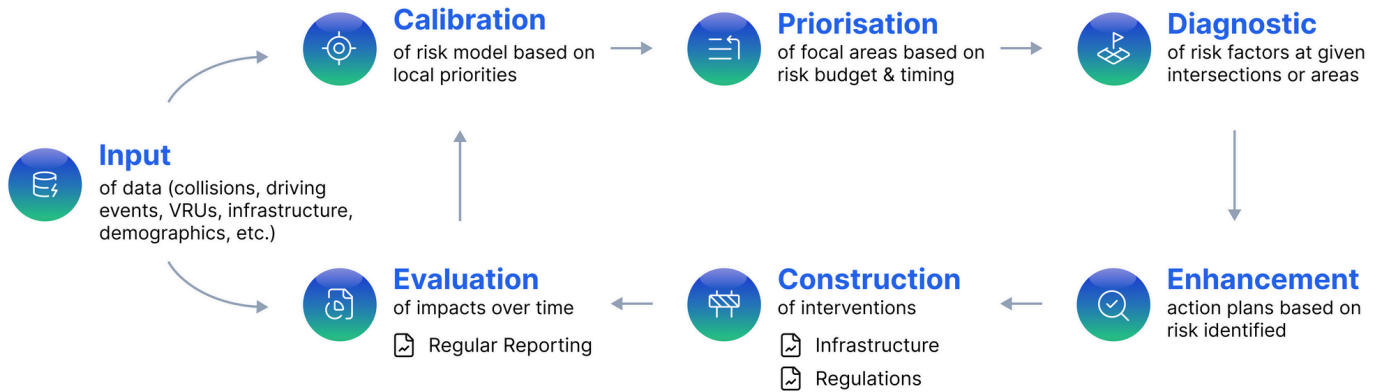 Calibration
of risk model based on
local priorities
Priorisation
of focal areas based on
risk budget & timing
Diagnostic
of risk factors at given
intersections or areas
Input
of data (collisions, driving
events, VRUs, infrastructure,
demographics, etc.)
Evaluation
of impacts over time
Regular Reporting
Construction
of interventions
Infrastructure
Regulations
Enhancement
action plans based on
risk identified